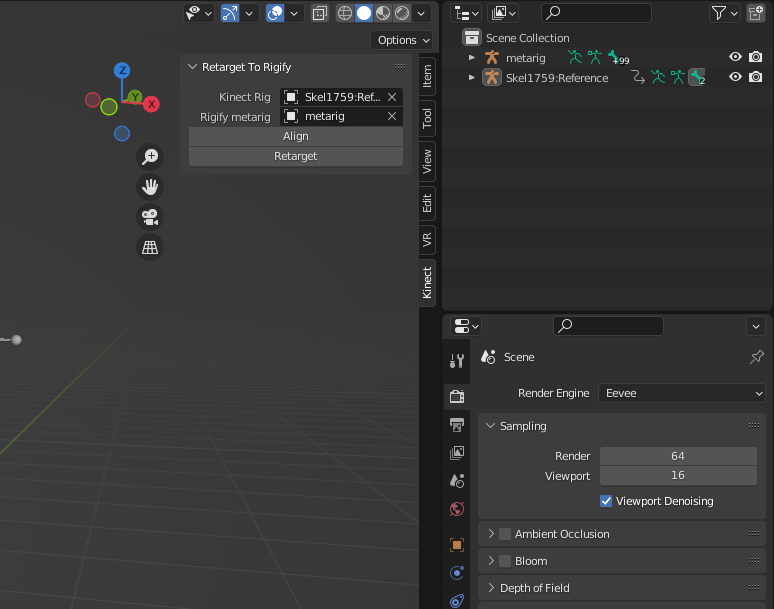 Options
Retarget To Rigify
Kinect Rig Skel1759:Ref...
Rigify metarig metarig
Align
Retarget
Z
Y
X
Item
Tool
View
Edit
VR
Kinect
Scene Collection
metarig +99
Skel1759:Reference 2
Scene
Render Engine Eevee
Sampling
Render 64
Viewport 16
Viewport Denoising
Ambient Occlusion
Bloom
Depth of Field